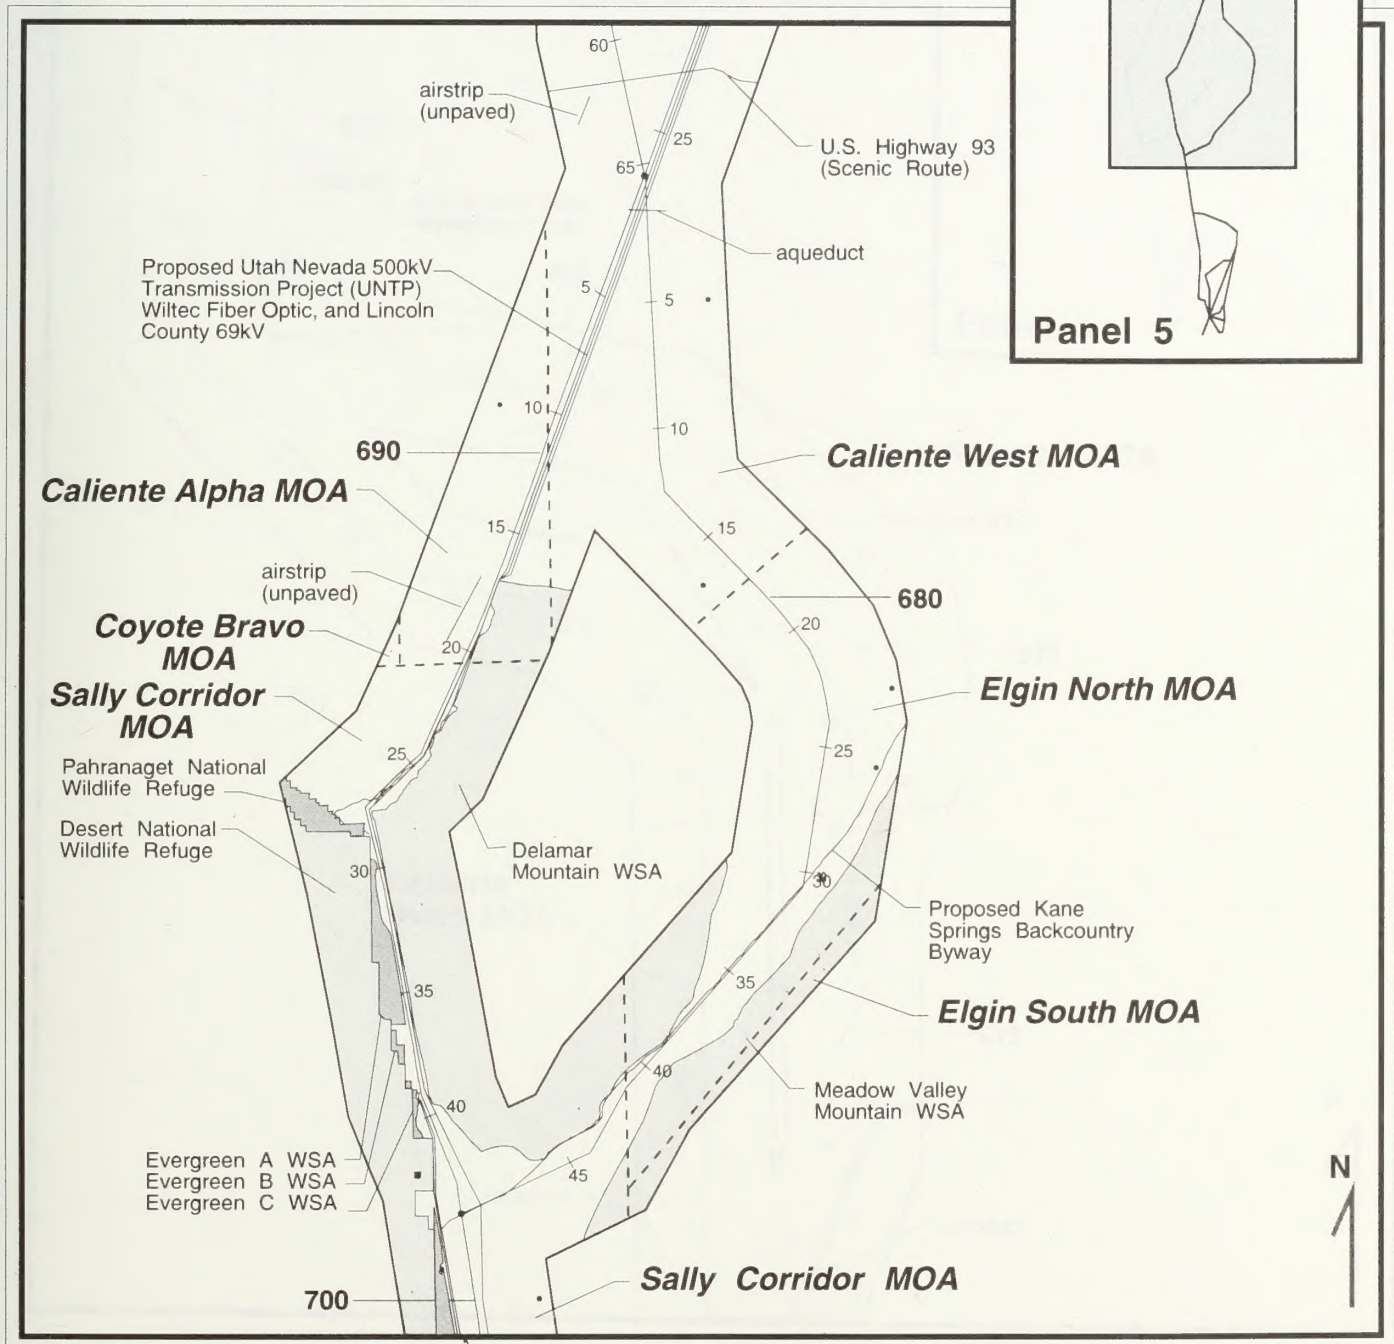 Panel 5
60
airstrip
(unpaved)
25
U.S. Highway 93
(Scenic Route)
65
aqueduct
Proposed Utah Nevada 500kV
Transmission Project (UNTP)
Wiltec Fiber Optic, and Lincoln
County 69kV
5
5
10
10
690
Caliente West MOA
Caliente Alpha MOA
15
15
airstrip
(unpaved)
680
Coyote Bravo
MOA
20
20
Sally Corridor
MOA
Elgin North MOA
25
25
Pahranaget National
Wildlife Refuge
Desert National
Wildlife Refuge
Delamar
Mountain WSA
30
30
Proposed Kane
Springs Backcountry
Byway
35
35
Elgin South MOA
40
40
Meadow Valley
Mountain WSA
Evergreen A WSA
Evergreen B WSA
Evergreen C WSA
45
N
Sally Corridor MOA
700